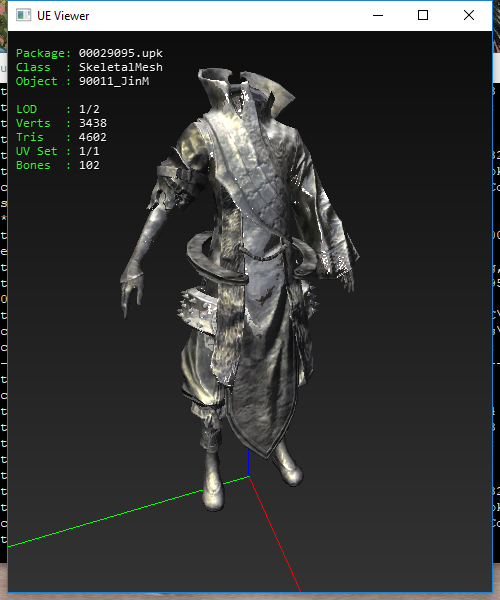 UE Viewer
Package: 00029095.upk
Class : SkeletalMesh
Object : 90011_JinM
LOD : 1/2
Verts : 3438
Tris : 4602
UV Set : 1/1
Bones : 102